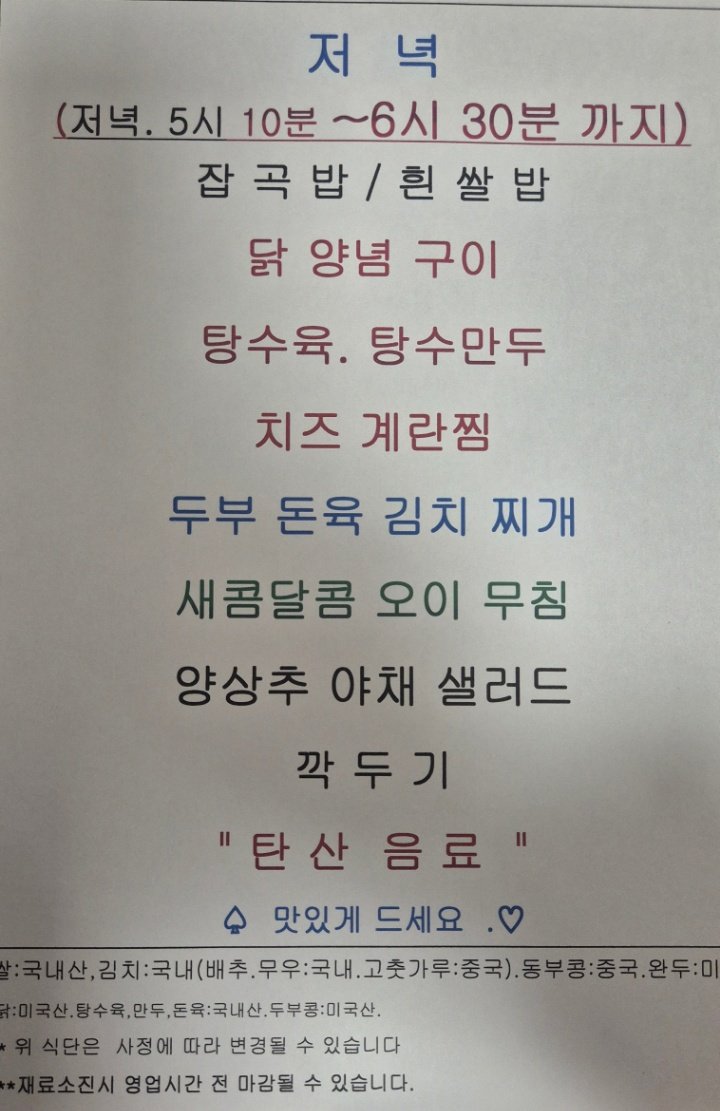 저 녁
(저녁. 5시 10분 ~6시 30분 까지)
잡 곡 밥 / 흰 쌀 밥
닭 양념 구이
탕수육. 탕수만두
치즈 계란찜
두부 돈육 김치 찌개
새콤달콤 오이 무침
양상추 야채 샐러드
깍 두 기
" 탄 산 음 료 "
♤ 맛있게 드세요 .♡
쌀:국내산,김치:국내(배추.무우:국내.고춧가루:중국).동부콩:중국.완두:미
닭:미국산.탕수육,만두,돈육:국내산.두부콩:미국산.
* 위 식단은 사정에 따라 변경될 수 있습니다
**재료소진시 영업시간 전 마감될 수 있습니다.